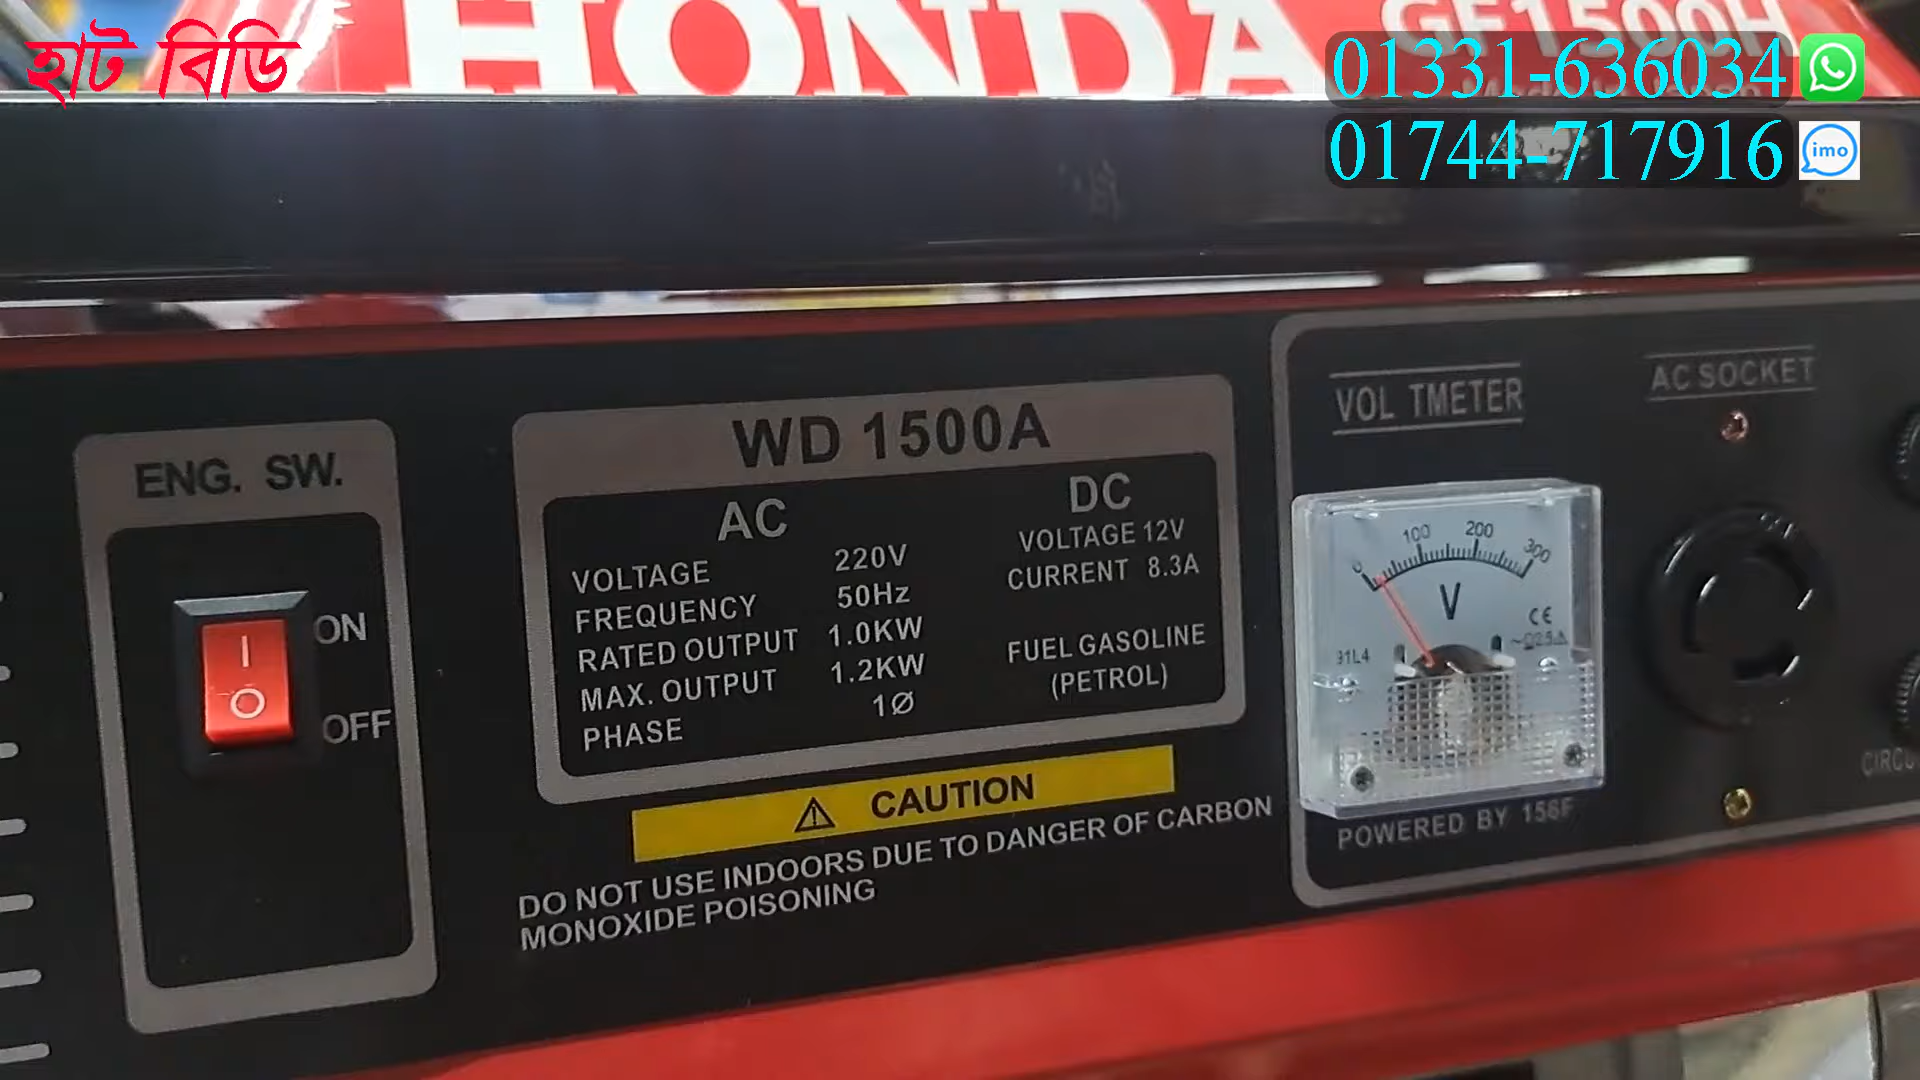 হাট বিডি
HONDA
GF1500H
01331-636034
01744-717916
imo
ENG. SW.
ON
OFF
WD 1500A
AC
VOLTAGE 220V
FREQUENCY 50Hz
RATED OUTPUT 1.0KW
MAX. OUTPUT 1.2KW
PHASE 1Ø
DC
VOLTAGE 12V
CURRENT 8.3A
FUEL GASOLINE
(PETROL)
CAUTION
DO NOT USE INDOORS DUE TO DANGER OF CARBON
MONOXIDE POISONING
VOL TMETER
0 100 200 300
V
CE
91L4
POWERED BY 156F
AC SOCKET